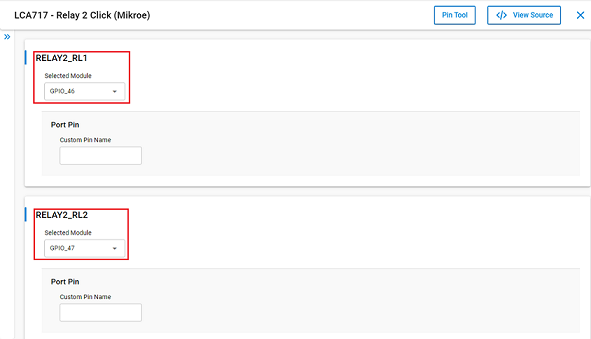 LCA717 - Relay 2 Click (Mikroe)
Pin Tool
</> View Source
RELAY2_RL1
Selected Module
GPIO_46
Port Pin
Custom Pin Name
RELAY2_RL2
Selected Module
GPIO_47
Port Pin
Custom Pin Name